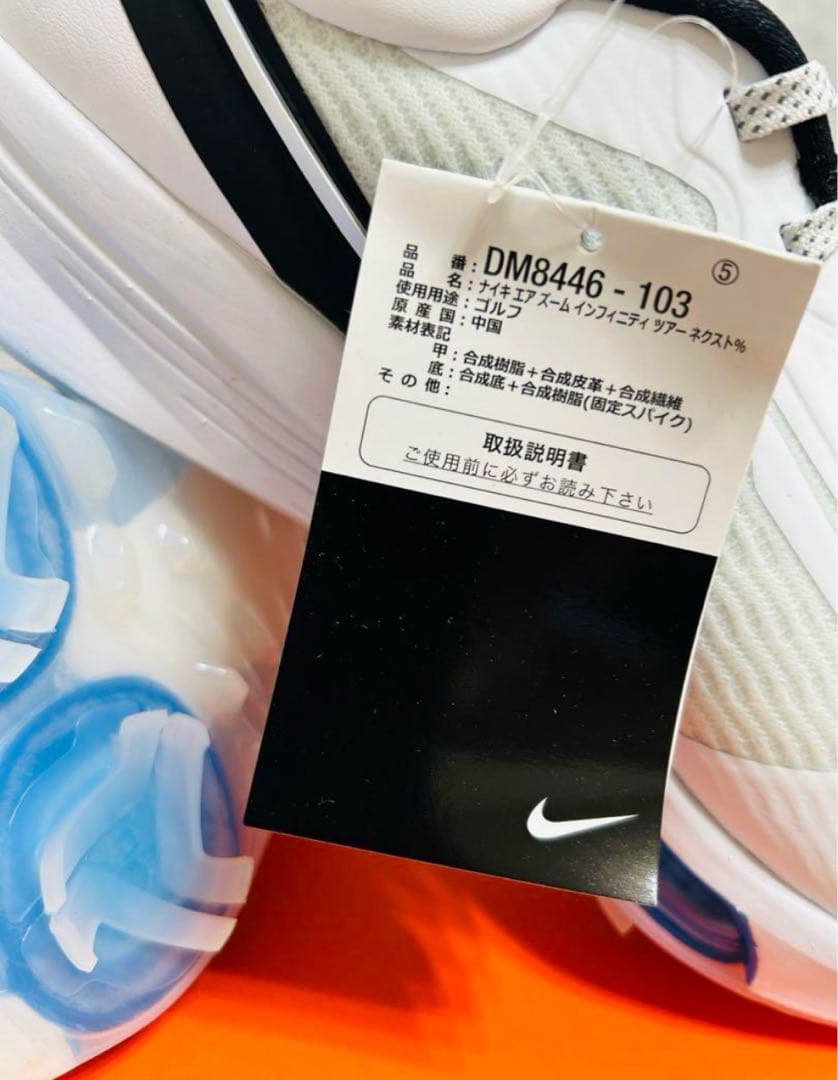 ⑤
品 番：DM8446 - 103
品 名：ナイキ エア ズーム インフィニティ ツアー ネクスト%
使用用途：ゴルフ
原 産 国：中国
素材表記
甲：合成樹脂＋合成皮革＋合成繊維
底：合成底＋合成樹脂(固定スパイク)
そ の 他：
取扱説明書
ご使用前に必ずお読み下さい